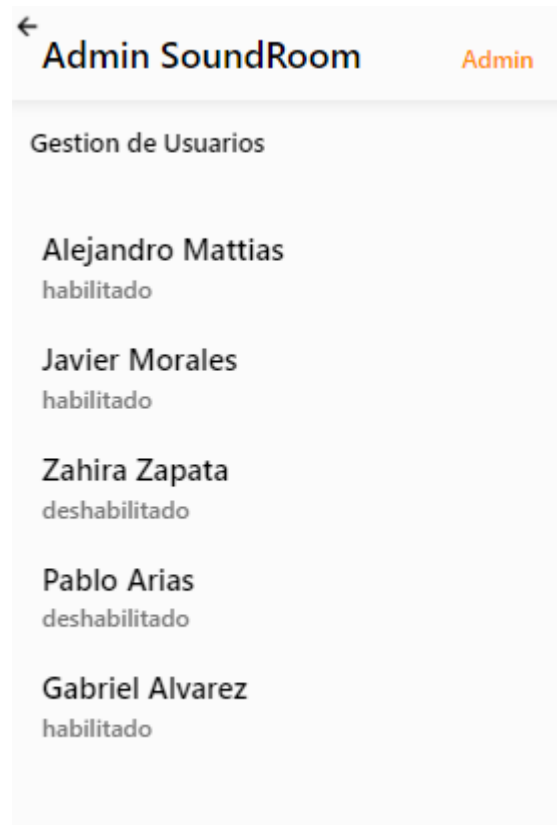 Admin SoundRoom
Admin
Gestion de Usuarios
Alejandro Mattias
habilitado
Javier Morales
habilitado
Zahira Zapata
deshabilitado
Pablo Arias
deshabilitado
Gabriel Alvarez
habilitado